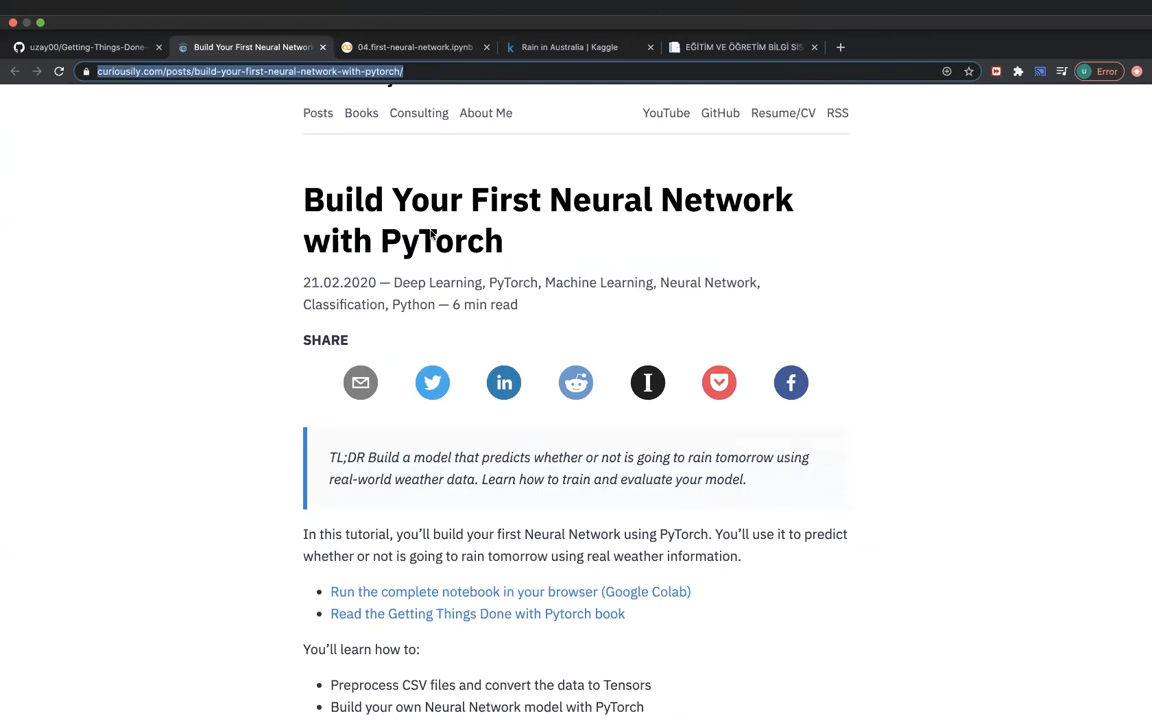 uzay00/Getting-Things-Done-
Build Your First Neural Networ
04.first-neural-network.ipynb
Rain in Australia | Kaggle
EĞİTİM VE ÖĞRETİM BİLGİ SİS
curiousily.com/posts/build-your-first-neural-network-with-pytorch/
U Error
Posts Books Consulting About Me YouTube GitHub Resume/CV RSS
Build Your First Neural Network
with PyTorch
21.02.2020 — Deep Learning, PyTorch, Machine Learning, Neural Network,
Classification, Python — 6 min read
SHARE
TL;DR Build a model that predicts whether or not is going to rain tomorrow using
real-world weather data. Learn how to train and evaluate your model.
In this tutorial, you'll build your first Neural Network using PyTorch. You'll use it to predict
whether or not is going to rain tomorrow using real weather information.
• Run the complete notebook in your browser (Google Colab)
• Read the Getting Things Done with Pytorch book
You'll learn how to:
• Preprocess CSV files and convert the data to Tensors
• Build your own Neural Network model with PyTorch